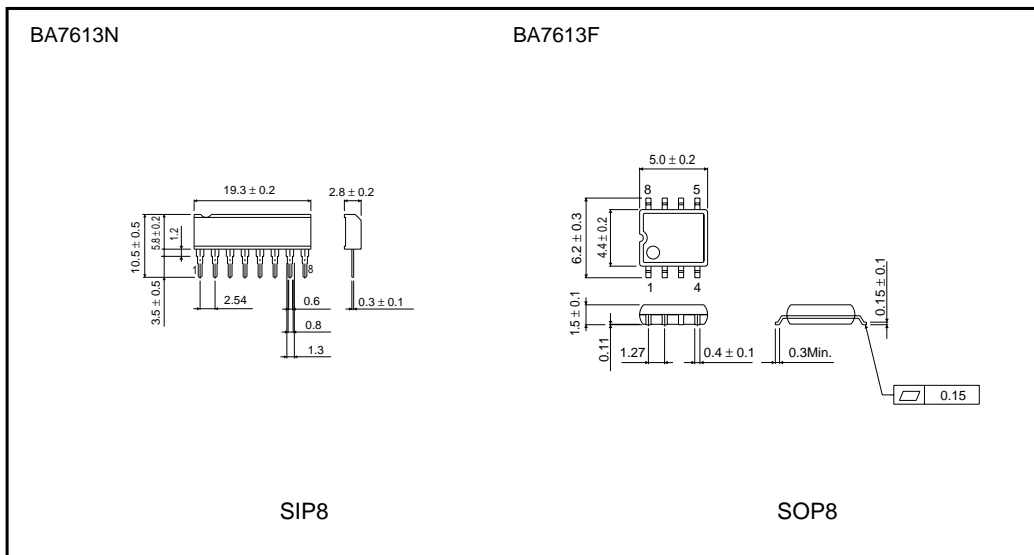 BA7613N
BA7613F
19.3 ± 0.2
2.8 ± 0.2
10.5 ± 0.5
5.8 ± 0.2
1.2
3.5 ± 0.5
1
8
2.54
0.6
0.3 ± 0.1
0.8
1.3
5.0 ± 0.2
8
5
6.2 ± 0.3
4.4 ± 0.2
1
4
1.5 ± 0.1
0.11
1.27
0.4 ± 0.1
0.3Min.
0.15 ± 0.1
0.15
SIP8
SOP8